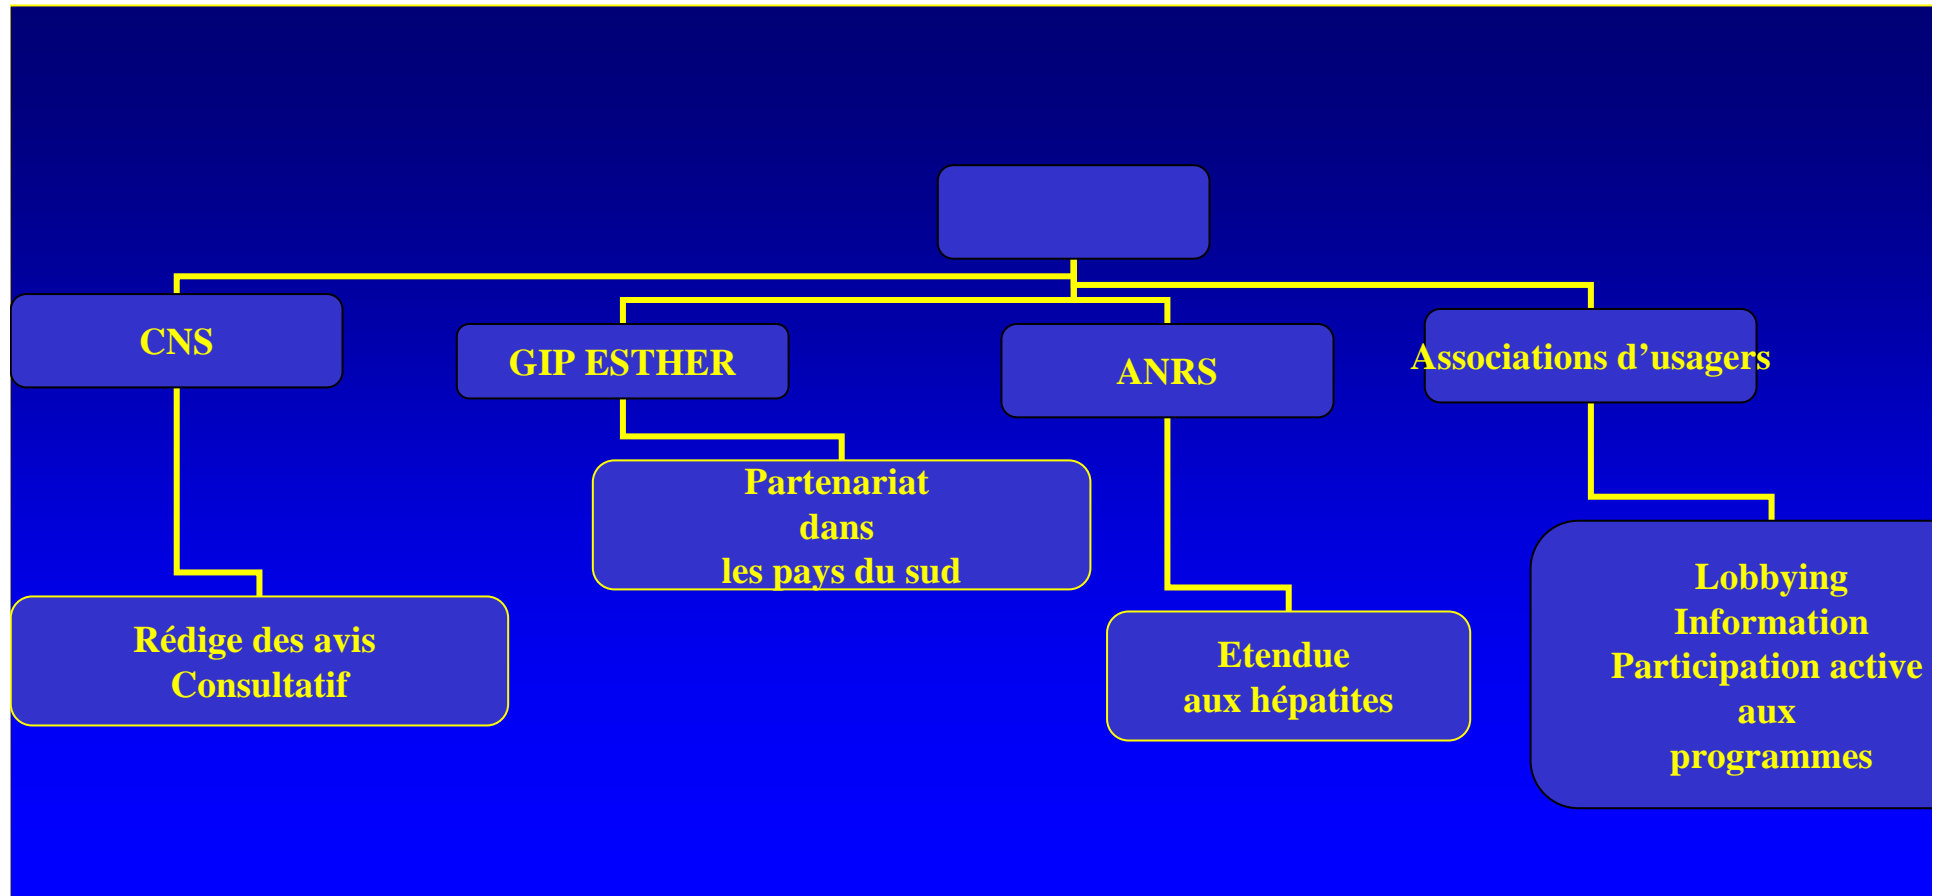 CNS
GIP ESTHER
ANRS
Associations d’usagers
Partenariat
dans
les pays du sud
Rédige des avis
Consultatif
Etendue
aux hépatites
Lobbying
Information
Participation active
aux
programmes